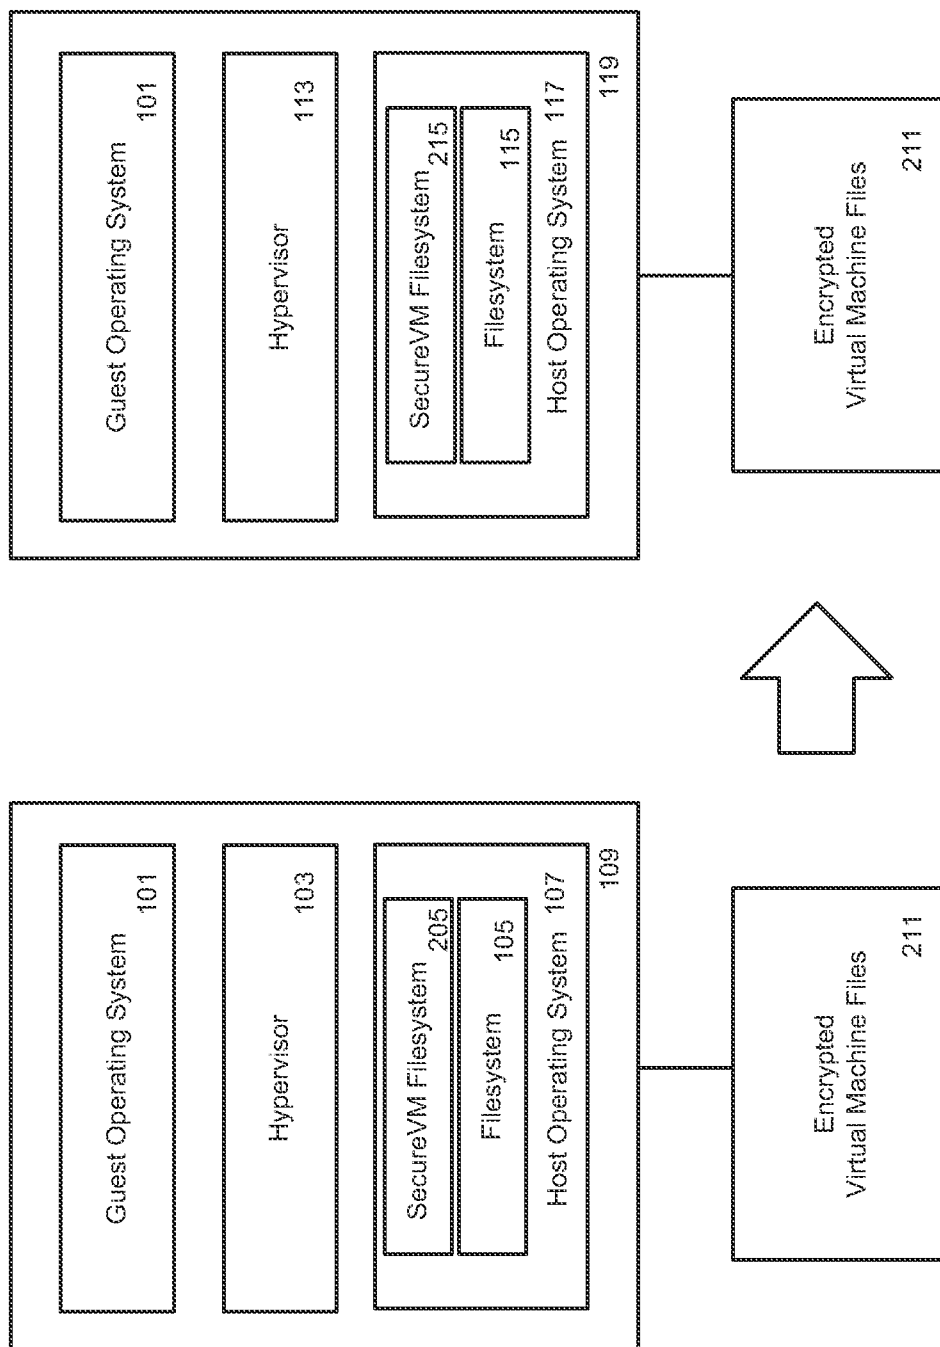 Guest Operating System
101
Hypervisor
103
SecureVM Filesystem
205
Filesystem
105
Host Operating System
107
109
Encrypted
Virtual Machine Files
211
Guest Operating System
101
Hypervisor
113
SecureVM Filesystem
215
Filesystem
115
Host Operating System
117
119
Encrypted
Virtual Machine Files
211